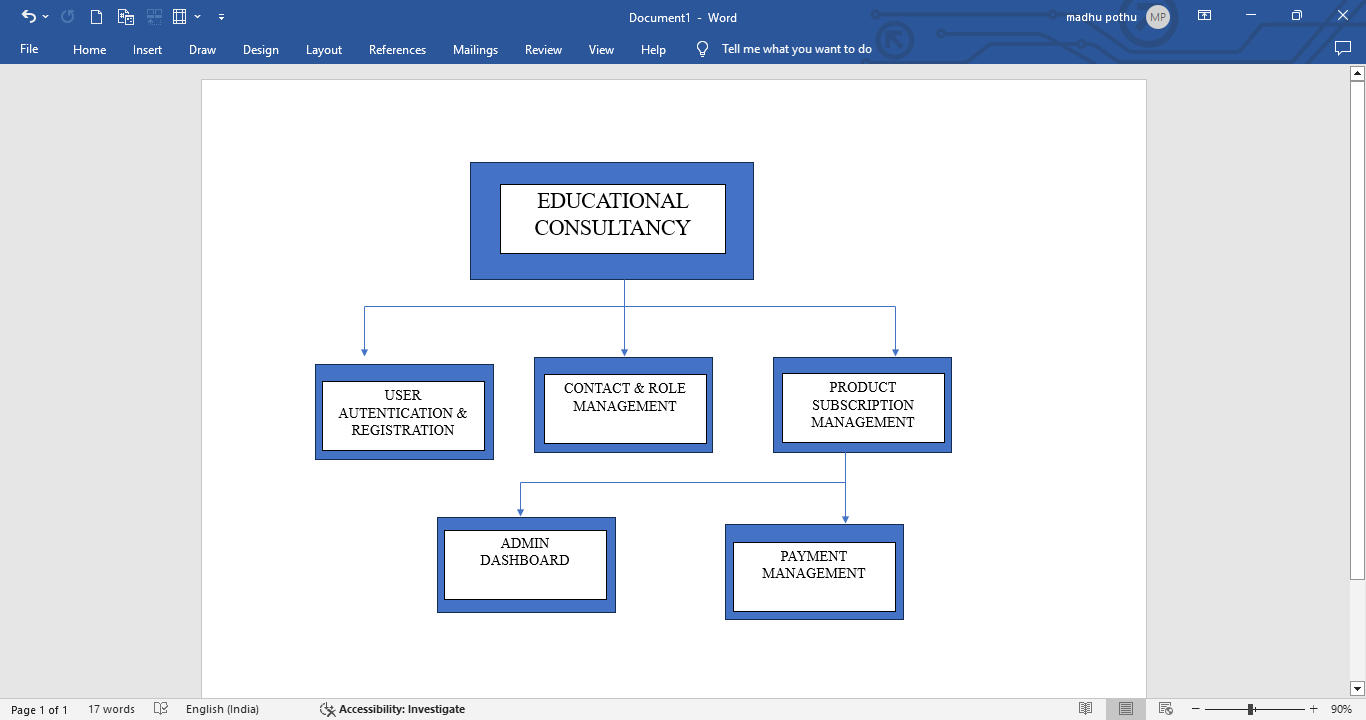 Document1 - Word
madhu pothu
MP
File
Home
Insert
Draw
Design
Layout
References
Mailings
Review
View
Help
Tell me what you want to do
EDUCATIONAL
CONSULTANCY
USER
AUTENTICATION &
REGISTRATION
CONTACT & ROLE
MANAGEMENT
PRODUCT
SUBSCRIPTION
MANAGEMENT
ADMIN
DASHBOARD
PAYMENT
MANAGEMENT
Page 1 of 1
17 words
English (India)
Accessibility: Investigate
90%